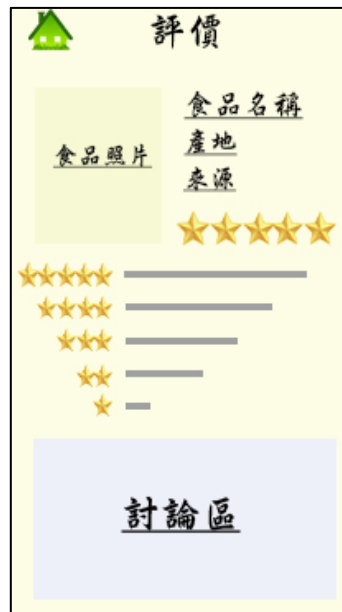 評價
食品照片
食品名稱
產地
來源
討論區